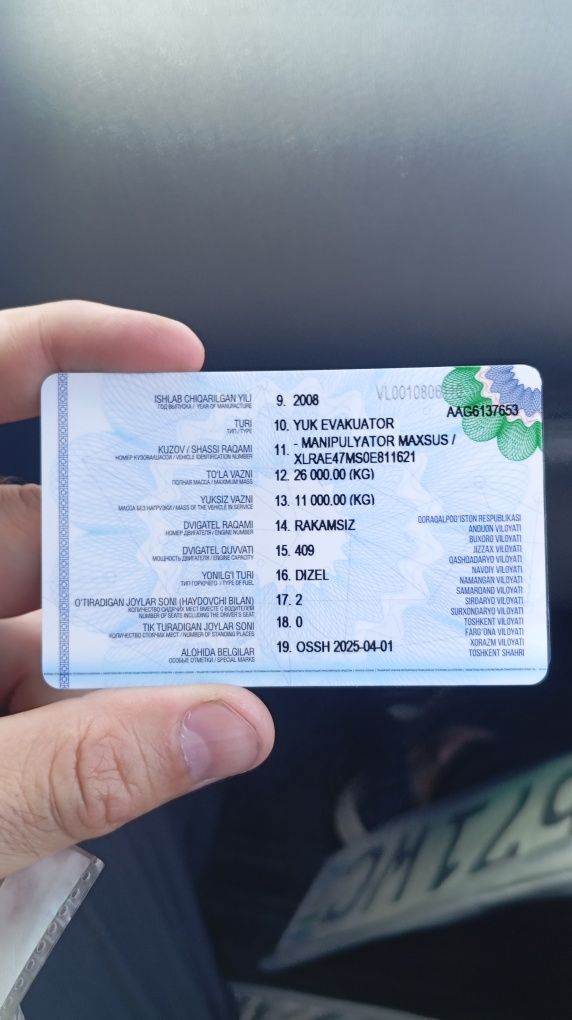 VL0010806
AAG6137653
ISHLAB CHIQARILGAN YILI 9. 2008
ГОД ВЫПУСКА / YEAR OF MANUFACTURE
TURI 10. YUK EVAKUATOR
ТИП / TYPE
KUZOV / SHASSI RAQAMI 11. - MANIPULYATOR MAXSUS /
XLRAE47MS0E811621
НОМЕР КУЗОВА/ШАССИ / VEHICLE IDENTIFICATION NUMBER
TO'LA VAZNI 12. 26 000.00 (KG)
ПОЛНАЯ МАССА / MAXIMUM MASS
YUKSIZ VAZNI 13. 11 000.00 (KG)
МАССА БЕЗ НАГРУЗКИ / MASS OF THE VEHICLE IN SERVICE
DVIGATEL RAQAMI 14. RAKAMSIZ
НОМЕР ДВИГАТЕЛЯ / ENGINE NUMBER
DVIGATEL QUVVATI 15. 409
МОЩНОСТЬ ДВИГАТЕЛЯ / ENGINE CAPACITY
YONILG'I TURI 16. DIZEL
ТИП ГОРЮЧЕГО / TYPE OF FUEL
O'TIRADIGAN JOYLAR SONI (HAYDOVCHI BILAN) 17. 2
КОЛИЧЕСТВО СИДЯЧИХ МЕСТ ВМЕСТЕ С ВОДИТЕЛЕМ
NUMBER OF SEATS INCLUDING THE DRIVER'S SEAT
TIK TURADIGAN JOYLAR SONI 18. 0
КОЛИЧЕСТВО СТОЯЧИХ МЕСТ / NUMBER OF STANDING PLACES
ALOHIDA BELGILAR 19. OSSH 2025-04-01
ОСОБЫЕ ОТМЕТКИ / SPECIAL MARKS
QORAQALPOG'ISTON RESPUBLIKASI
ANDIJON VILOYATI
BUXORO VILOYATI
JIZZAX VILOYATI
QASHQADARYO VILOYATI
NAVOIY VILOYATI
NAMANGAN VILOYATI
SAMARQAND VILOYATI
SIRDARYO VILOYATI
SURXONDARYO VILOYATI
TOSHKENT VILOYATI
FARG'ONA VILOYATI
XORAZM VILOYATI
TOSHKENT SHAHRI